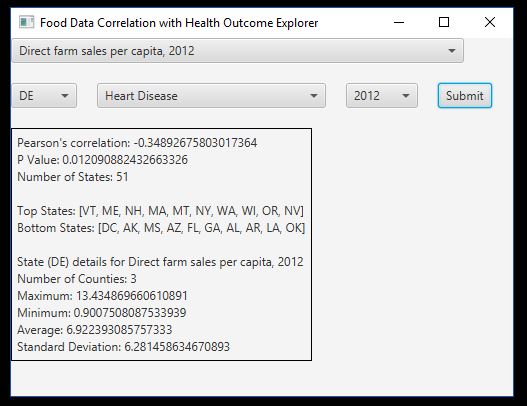 Food Data Correlation with Health Outcome Explorer
Direct farm sales per capita, 2012
DE Heart Disease 2012 Submit
Pearson's correlation: -0.34892675803017364
P Value: 0.012090882432663326
Number of States: 51
Top States: [VT, ME, NH, MA, MT, NY, WA, WI, OR, NV]
Bottom States: [DC, AK, MS, AZ, FL, GA, AL, AR, LA, OK]
State (DE) details for Direct farm sales per capita, 2012
Number of Counties: 3
Maximum: 13.434869660610891
Minimum: 0.9007508087533939
Average: 6.922393085757333
Standard Deviation: 6.281458634670893